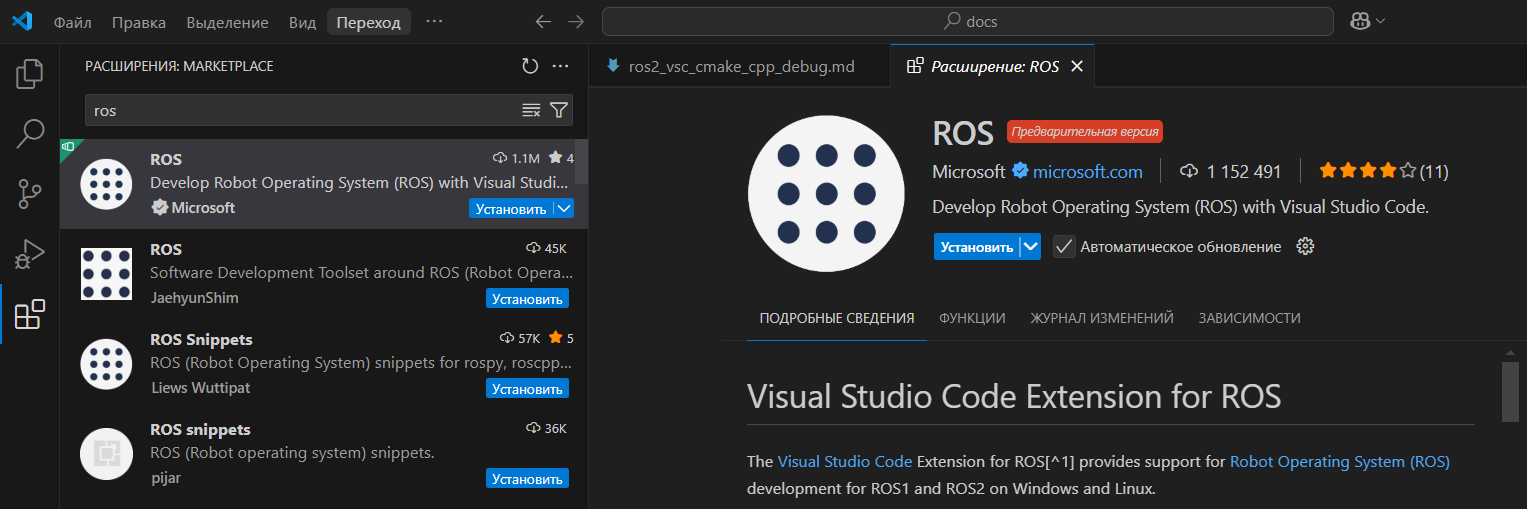 Файл Правка Выделение Вид Переход ··· docs
РАСШИРЕНИЯ: MARKETPLACE
ros
ROS 1.1M 4
Develop Robot Operating System (ROS) with Visual Studi...
Microsoft Установить
ROS 45K
Software Development Toolset around ROS (Robot Opera...
JaehyunShim Установить
ROS Snippets 57K 5
ROS (Robot Operating System) snippets for rospy, roscpp...
Liews Wuttipat Установить
ROS snippets 36K
ROS (Robot operating system) snippets.
pijar Установить
ros2_vsc_cmake_cpp_debug.md Расширение: ROS
ROS Предварительная версия
Microsoft microsoft.com 1 152 491 (11)
Develop Robot Operating System (ROS) with Visual Studio Code.
Установить Автоматическое обновление
ПОДРОБНЫЕ СВЕДЕНИЯ ФУНКЦИИ ЖУРНАЛ ИЗМЕНЕНИЙ ЗАВИСИМОСТИ
Visual Studio Code Extension for ROS
The Visual Studio Code Extension for ROS[^1] provides support for Robot Operating System (ROS)
development for ROS1 and ROS2 on Windows and Linux.